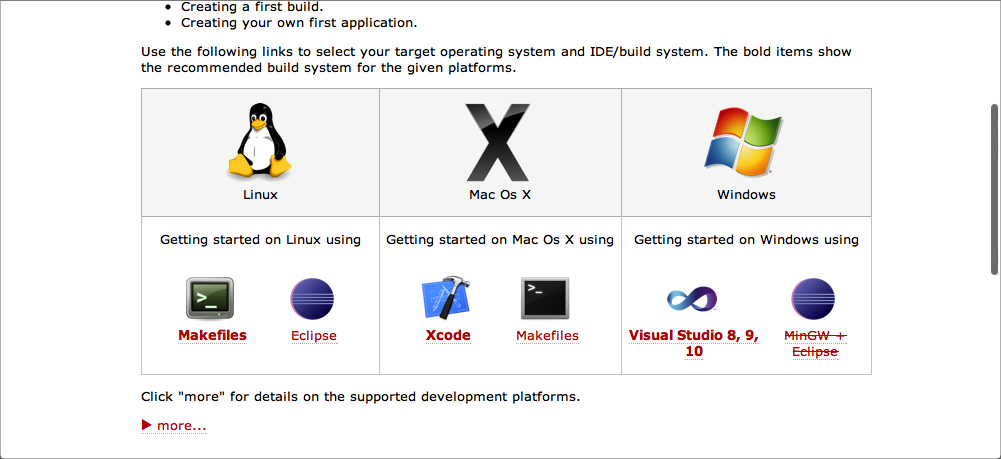 Creating a first build.
Creating your own first application.
Use the following links to select your target operating system and IDE/build system. The bold items show
the recommended build system for the given platforms.
Linux
Mac Os X
Windows
Getting started on Linux using
Getting started on Mac Os X using
Getting started on Windows using
Makefiles
Eclipse
Xcode
Makefiles
Visual Studio 8, 9,
10
MinGW +
Eclipse
Click "more" for details on the supported development platforms.
more...